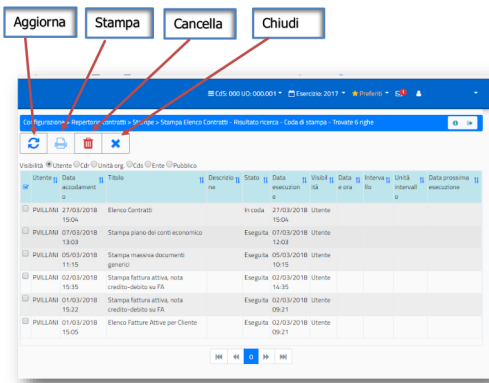 Aggiorna
Stampa
Cancella
Chiudi
CdS: 000 UO: 000.001 Esercizio: 2017 Preferiti
Configurazione » Repertorio contratti » Stampe » Stampa Elenco Contratti - Risultato ricerca - Coda di stampa - Trovate 6 righe
Visibilità Utente Cdr Unità org. Cds Ente Pubblico
Utente Data accodamento Titolo Descrizione Stato Data esecuzione Visibilità Data e ora Intervallo Unità intervallo Data prossima esecuzione
PVILLANI 27/03/2018 15:04 Elenco Contratti In coda 27/03/2018 15:04 Utente
PVILLANI 07/03/2018 13:03 Stampa piano dei conti economico Eseguita 07/03/2018 12:03 Utente
PVILLANI 05/03/2018 11:15 Stampa massiva documenti generici Eseguita 05/03/2018 10:15 Utente
PVILLANI 02/03/2018 15:35 Stampa fattura attiva, nota credito-debito su FA Eseguita 02/03/2018 14:35 Utente
PVILLANI 01/03/2018 15:22 Stampa fattura attiva, nota credito-debito su FA Eseguita 02/03/2018 09:21 Utente
PVILLANI 01/03/2018 15:05 Elenco Fatture Attive per Cliente Eseguita 02/03/2018 09:21 Utente
0